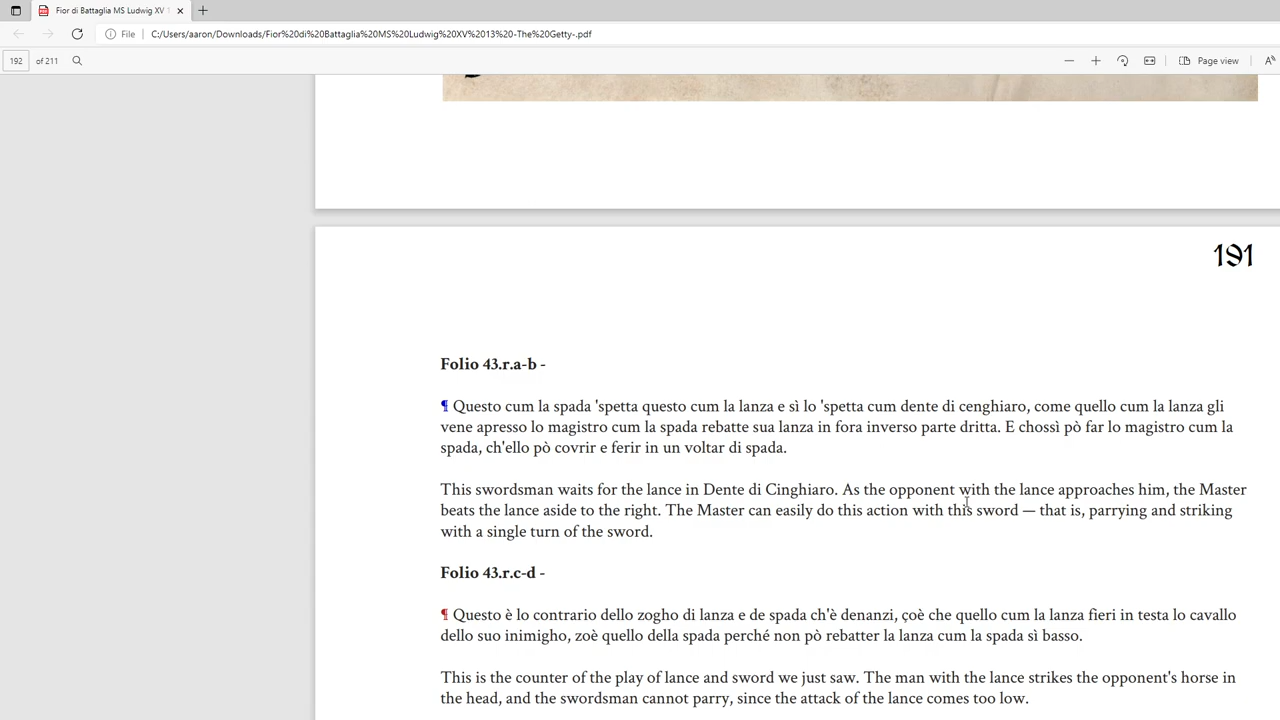 Fior di Battaglia MS Ludwig XV 1
File C:/Users/aaron/Downloads/Fior%20di%20Battaglia%20MS%20Ludwig%20XV%2013%20-The%20Getty-.pdf
192 of 211 Page view
191
Folio 43.r.a-b -
¶ Questo cum la spada 'spetta questo cum la lanza e sì lo 'spetta cum dente di cenghiaro, come quello cum la lanza gli
vene apresso lo magistro cum la spada rebatte sua lanza in fora inverso parte dritta. E chossì pò far lo magistro cum la
spada, ch'ello pò covrir e ferir in un voltar di spada.
This swordsman waits for the lance in Dente di Cinghiaro. As the opponent with the lance approaches him, the Master
beats the lance aside to the right. The Master can easily do this action with this sword — that is, parrying and striking
with a single turn of the sword.
Folio 43.r.c-d -
¶ Questo è lo contrario dello zogho di lanza e de spada ch'è denanzi, çoè che quello cum la lanza fieri in testa lo cavallo
dello suo inimigho, zoè quello della spada perché non pò rebatter la lanza cum la spada sì basso.
This is the counter of the play of lance and sword we just saw. The man with the lance strikes the opponent's horse in
the head, and the swordsman cannot parry, since the attack of the lance comes too low.